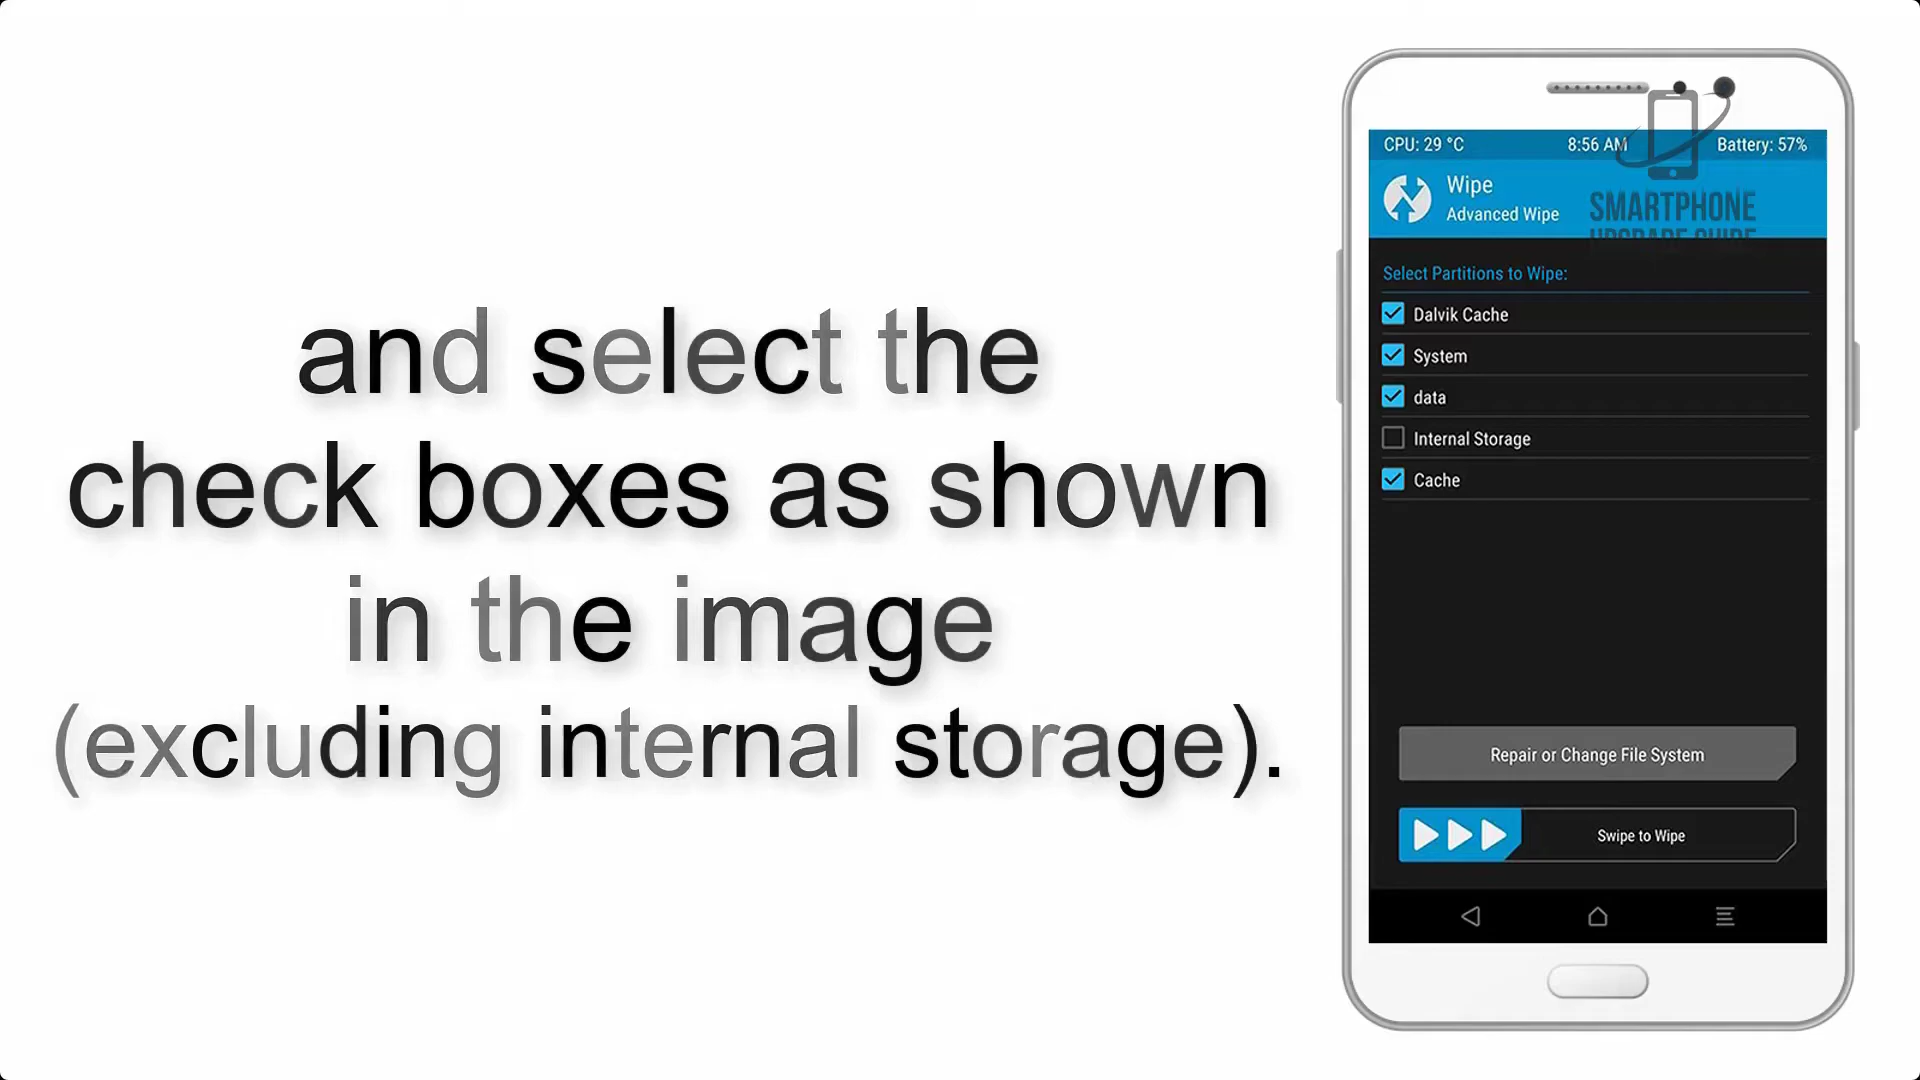 and select the
check boxes as shown
in the image
(excluding internal storage).
CPU: 29 °C 8:56 AM Battery: 57%
Wipe
Advanced Wipe
SMARTPHONE
UPGRADE GUIDE
Select Partitions to Wipe:
Dalvik Cache
System
data
Internal Storage
Cache
Repair or Change File System
Swipe to Wipe